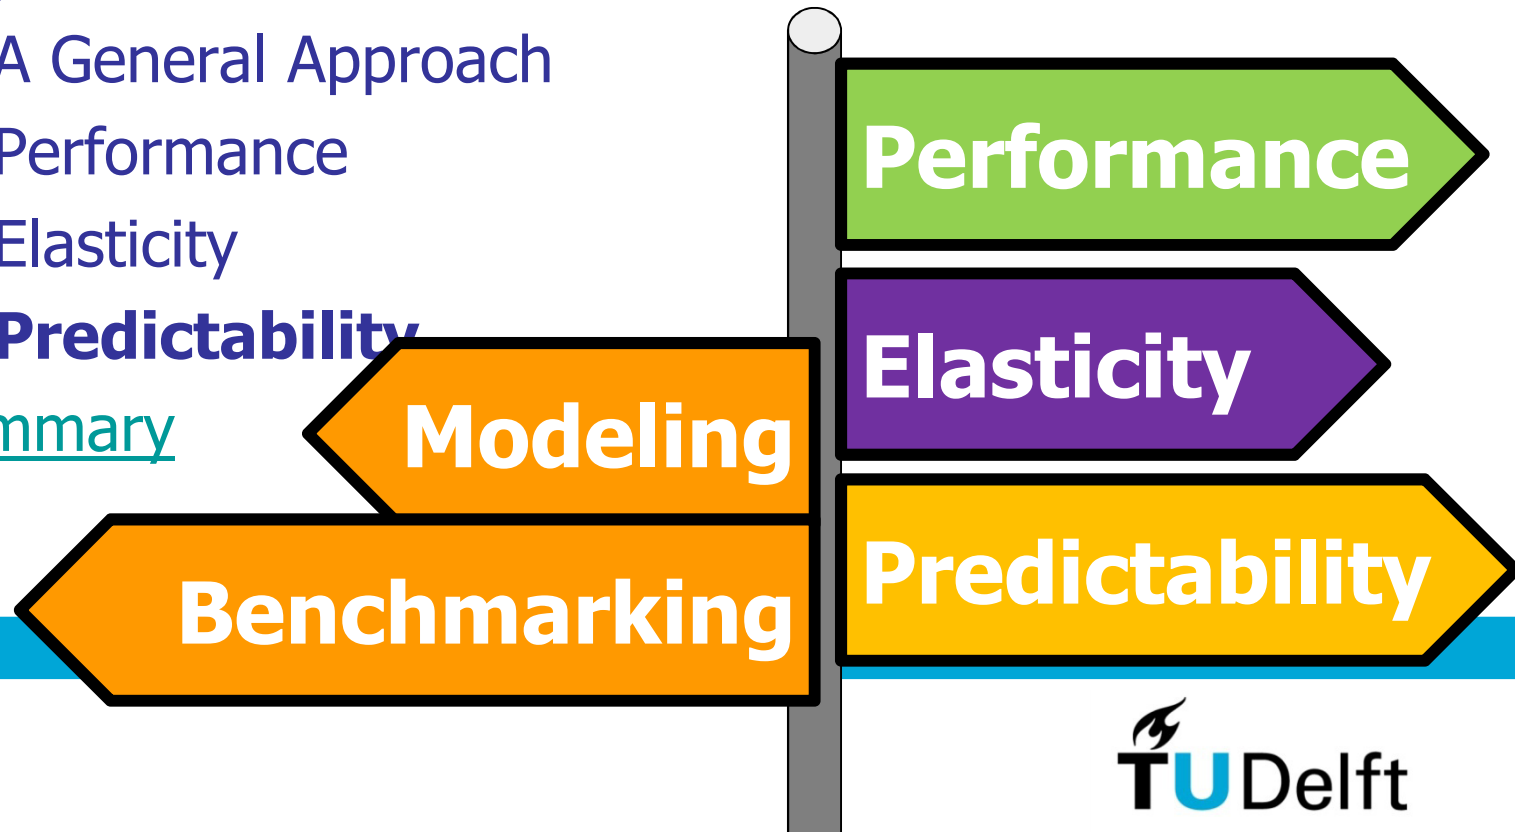 A General Approach
Performance
Elasticity
Predictability
mmary
Performance
Elasticity
Modeling
Predictability
Benchmarking
TUDelft